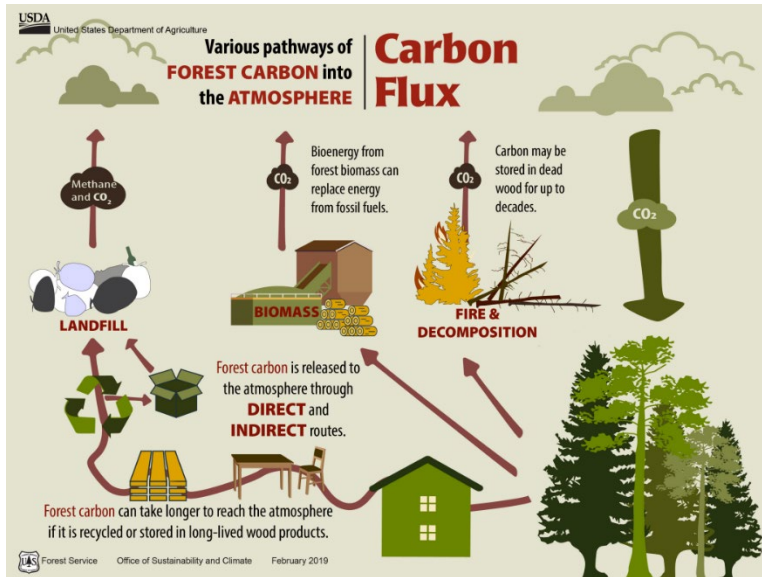 USDA
United States Department of Agriculture
Various pathways of
FOREST CARBON into
the ATMOSPHERE
Carbon
Flux
Methane
and CO₂
CO₂
Bioenergy from
forest biomass can
replace energy
from fossil fuels.
CO₂
Carbon may be
stored in dead
wood for up to
decades.
CO₂
LANDFILL
BIOMASS
FIRE &
DECOMPOSITION
Forest carbon is released to
the atmosphere through
DIRECT and
INDIRECT routes.
Forest carbon can take longer to reach the atmosphere
if it is recycled or stored in long-lived wood products.
Forest Service Office of Sustainability and Climate February 2019